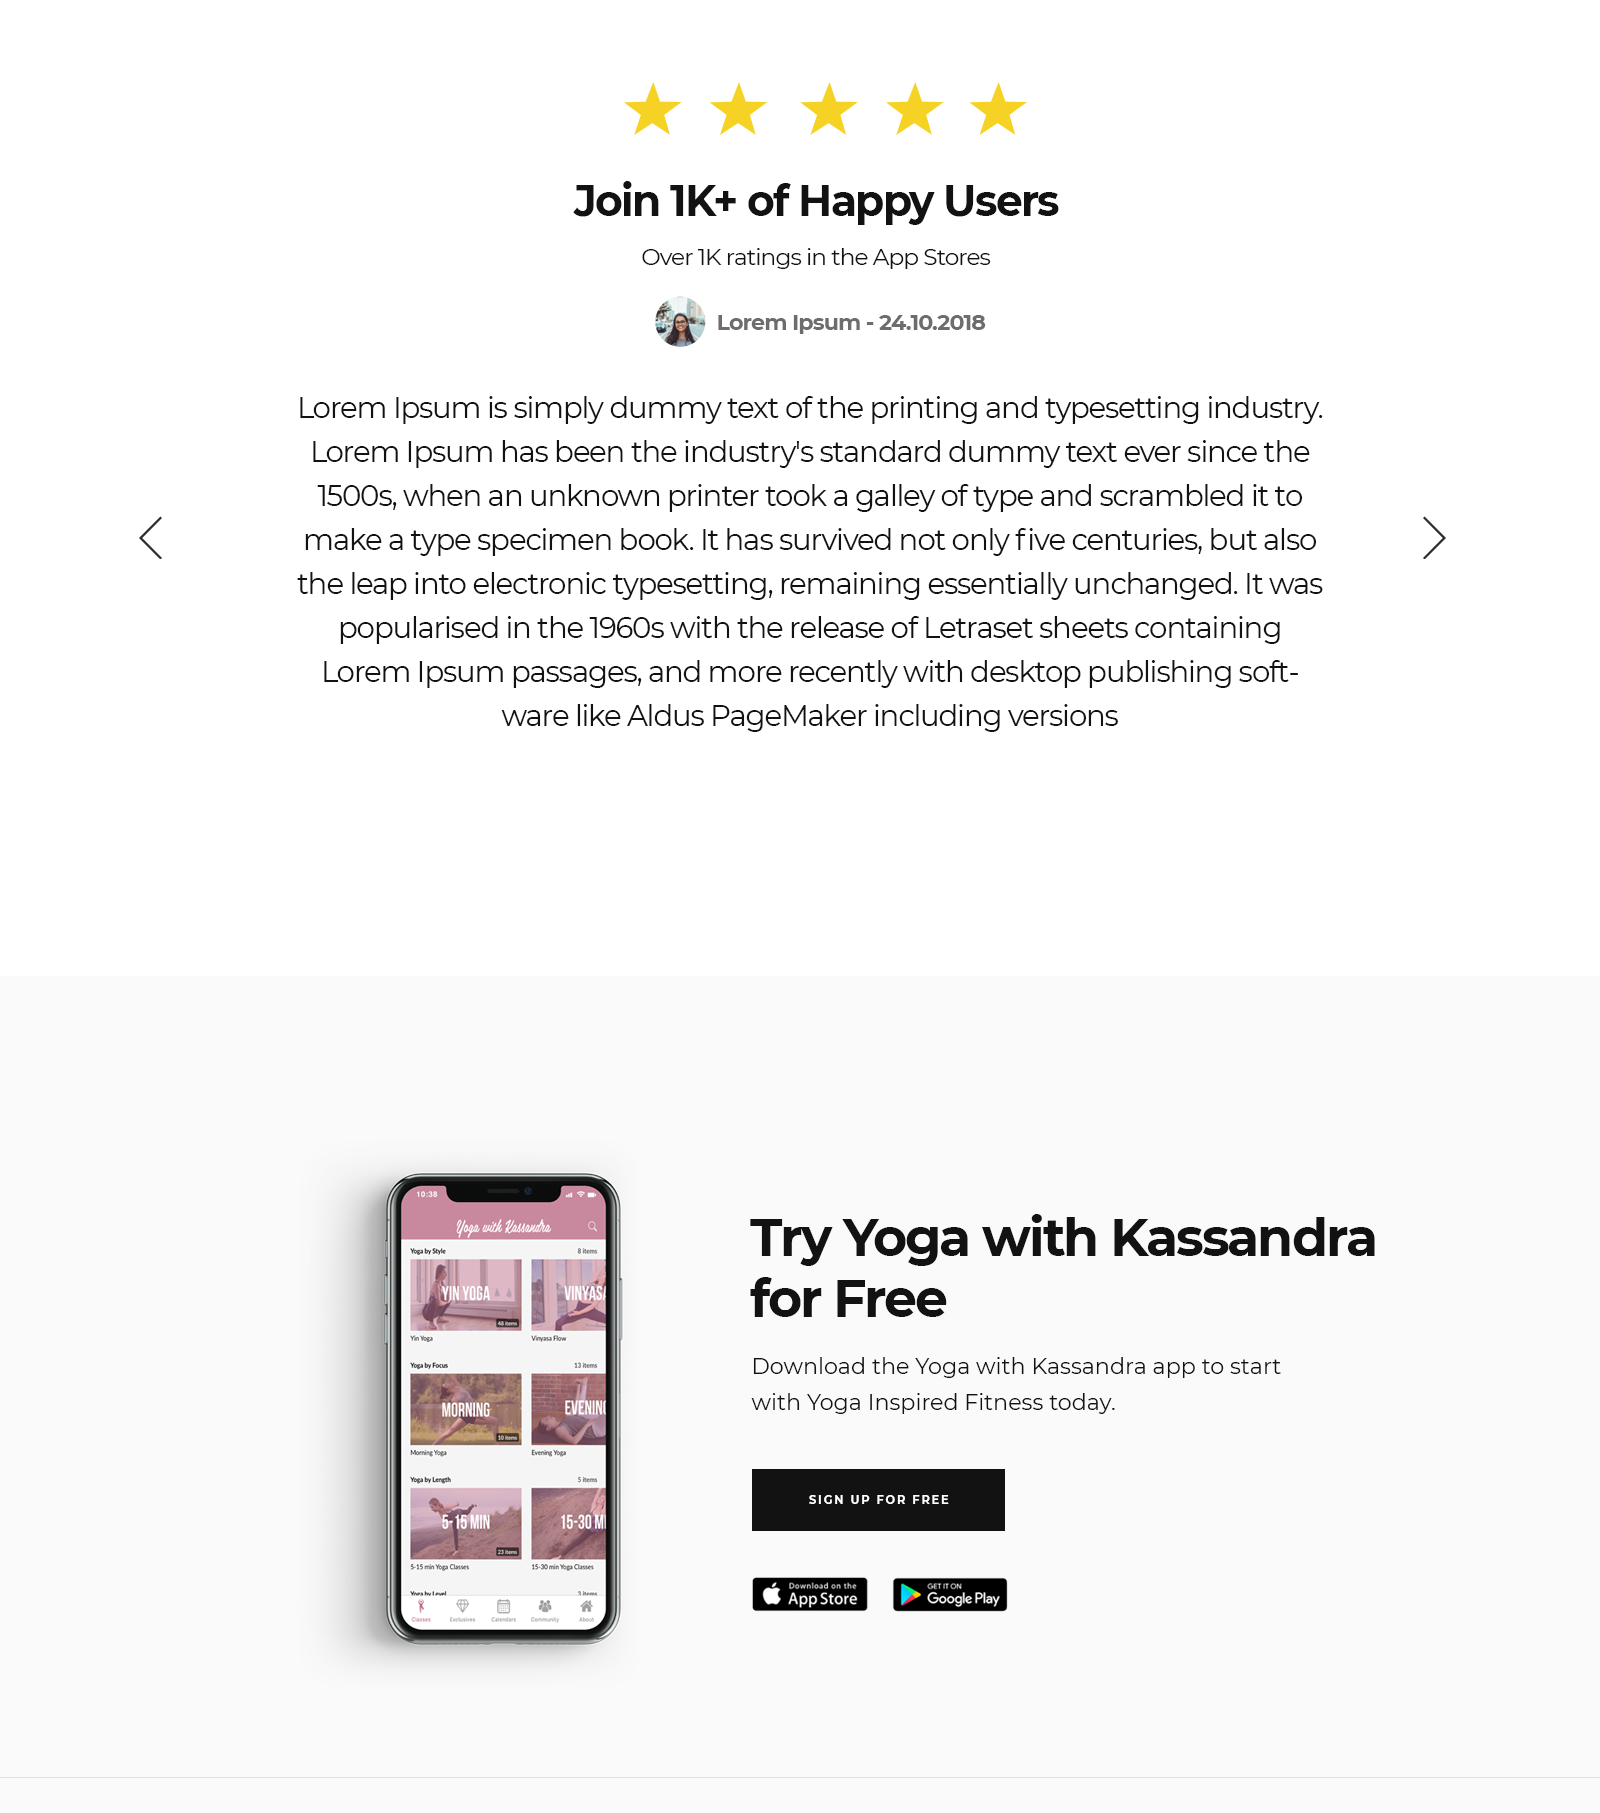 Join 1K+ of Happy Users
Over 1K ratings in the App Stores
Lorem Ipsum - 24.10.2018
Lorem Ipsum is simply dummy text of the printing and typesetting industry.
Lorem Ipsum has been the industry's standard dummy text ever since the
1500s, when an unknown printer took a galley of type and scrambled it to
make a type specimen book. It has survived not only five centuries, but also
the leap into electronic typesetting, remaining essentially unchanged. It was
popularised in the 1960s with the release of Letraset sheets containing
Lorem Ipsum passages, and more recently with desktop publishing soft-
ware like Aldus PageMaker including versions
10:38
Yoga with Kassandra
Yoga by Style 8 items
YIN YOGA VINYASA
48 items
Yin Yoga Vinyasa Flow
Yoga by Focus 13 items
MORNING EVENING
10 items
Morning Yoga Evening Yoga
Yoga by Length 5 items
5-15 MIN 15-30 MI
23 items
5-15 min Yoga Classes 15-30 min Yoga Classes
Yoga by Level 3 items
Classes Exclusives Calendars Community About
Try Yoga with Kassandra
for Free
Download the Yoga with Kassandra app to start
with Yoga Inspired Fitness today.
SIGN UP FOR FREE
Download on the
App Store
GET IT ON
Google Play